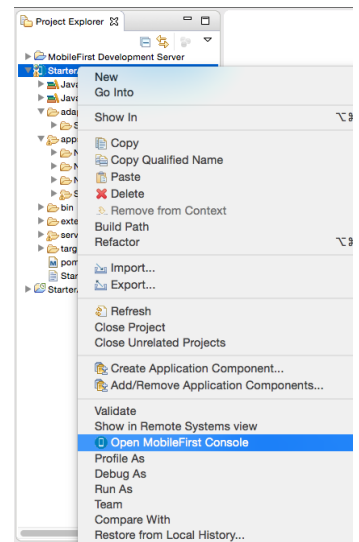 Project Explorer
MobileFirst Development Server
Starter
Java
Java
ada
S
app
N
N
N
S
bin
exte
serv
targ
pom
Star
Starter
New
Go Into
Show In
Copy
Copy Qualified Name
Paste
Delete
Remove from Context
Build Path
Refactor
Import...
Export...
Refresh
Close Project
Close Unrelated Projects
Create Application Component...
Add/Remove Application Components...
Validate
Show in Remote Systems view
Open MobileFirst Console
Profile As
Debug As
Run As
Team
Compare With
Restore from Local History...